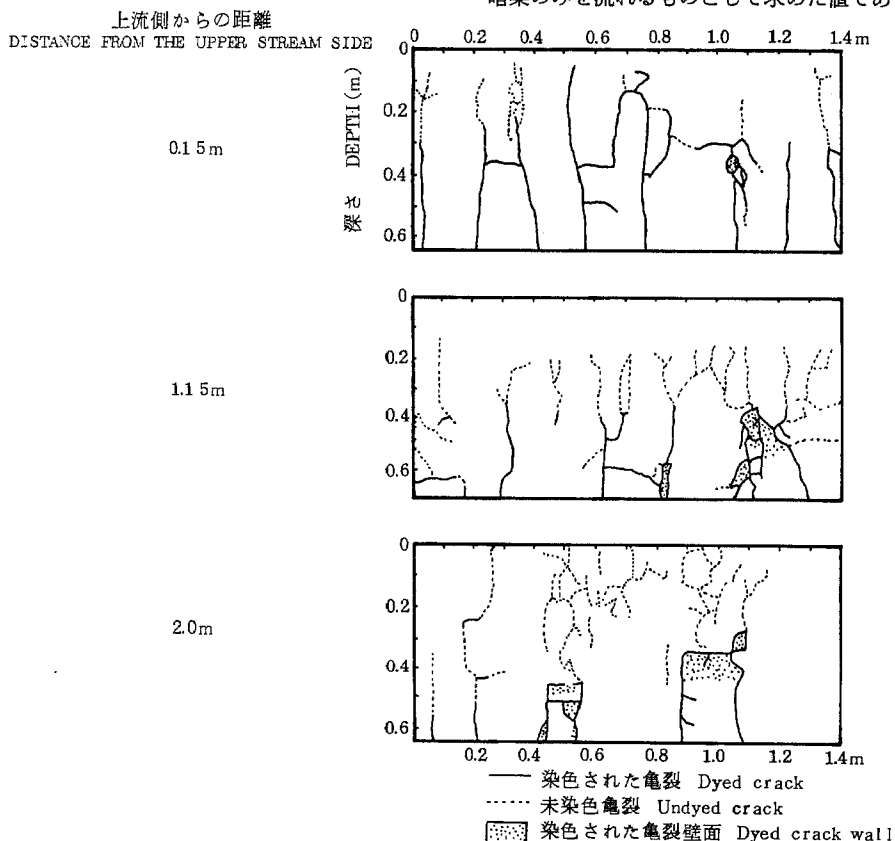 暗渠のみを流れるものとして求めた値であ
上流側からの距離
DISTANCE FROM THE UPPER STREAM SIDE
0 0.2 0.4 0.6 0.8 1.0 1.2 1.4m
深さ DEPTH (m)
0.2
0.4
0.6
0.15m
0
0.2
0.4
0.6
1.15m
0
0.2
0.4
0.6
2.0m
0.2 0.4 0.6 0.8 1.0 1.2 1.4m
染色された亀裂 Dyed crack
未染色亀裂 Undyed crack
染色された亀裂壁面 Dyed crack wall